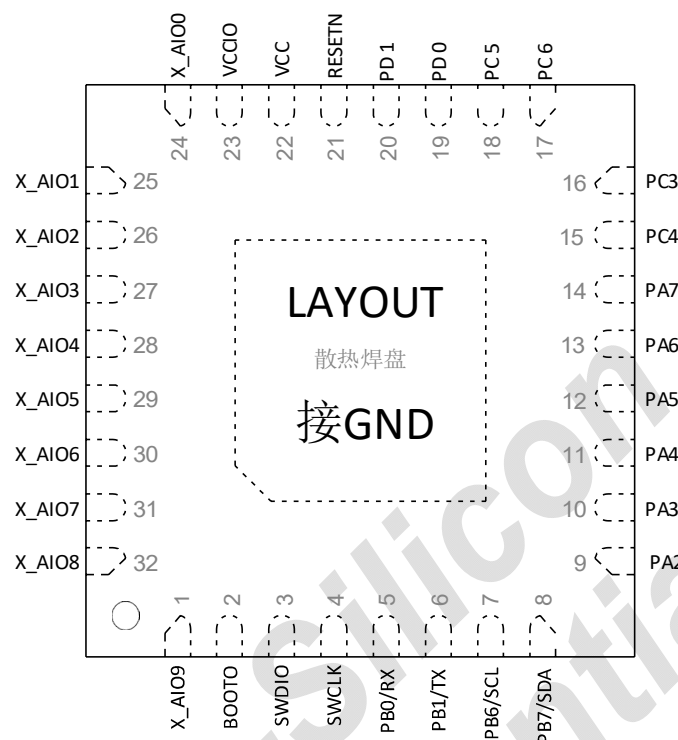 X_AIO0
VCCIO
VCC
RESETN
PD1
PD0
PC5
PC6
24
23
22
21
20
19
18
17
X_AIO1 25
16 PC3
X_AIO2 26
15 PC4
X_AIO3 27
14 PA7
X_AIO4 28
13 PA6
X_AIO5 29
12 PA5
X_AIO6 30
11 PA4
X_AIO7 31
10 PA3
X_AIO8 32
9 PA2
LAYOUT
散热焊盘
接GND
1
2
3
4
5
6
7
8
X_AIO9
BOOTO
SWDIO
SWCLK
PB0/RX
PB1/TX
PB6/SCL
PB7/SDA
Silicon